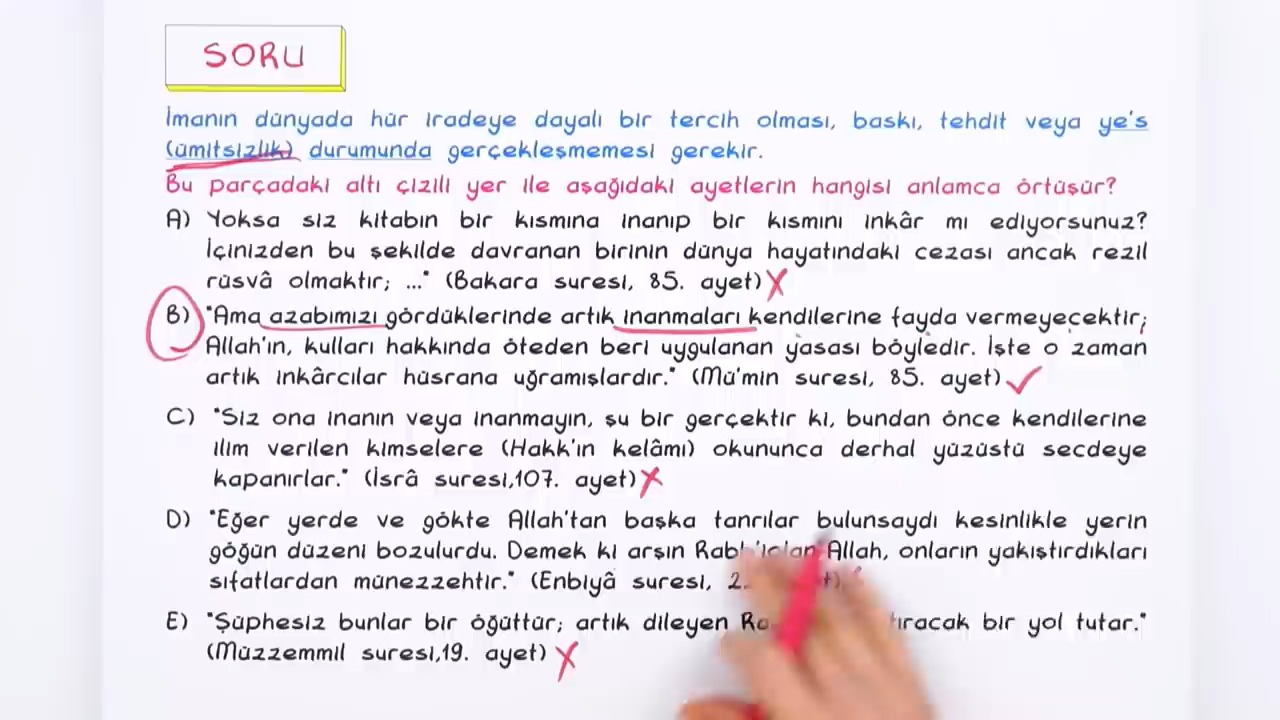 SORU
İmanın dünyada hür iradeye dayalı bir tercih olması, baskı, tehdit veya ye's
(ümitsizlik) durumunda gerçekleşmemesi gerekir.
Bu parçadaki altı çizili yer ile aşağıdaki ayetlerin hangisi anlamca örtüşür?
A) Yoksa siz kitabın bir kısmına inanıp bir kısmını inkâr mı ediyorsunuz?
İçinizden bu şekilde davranan birinin dünya hayatındaki cezası ancak rezil
rüsvâ olmaktır; ..." (Bakara suresi, 85. ayet)
B) "Ama azabımızı gördüklerinde artık inanmaları kendilerine fayda vermeyecektir;
Allah'ın, kulları hakkında öteden beri uygulanan yasası böyledir. İşte o zaman
artık inkârcılar hüsrana uğramışlardır." (Mü'min suresi, 85. ayet)
C) "Siz ona inanın veya inanmayın, şu bir gerçektir ki, bundan önce kendilerine
ilim verilen kimselere (Hakk'ın kelâmı) okununca derhal yüzüstü secdeye
kapanırlar." (İsrâ suresi,107. ayet)
D) "Eğer yerde ve gökte Allah'tan başka tanrılar bulunsaydı kesinlikle yerin
göğün düzeni bozulurdu. Demek ki arşın Allah, onların yakıştırdıkları
sıfatlardan münezzehtir." (Enbiyâ suresi,
E) "Şüphesiz bunlar bir öğüttür; artık dileyen bir yol tutar."
(Müzzemmil suresi,19. ayet)